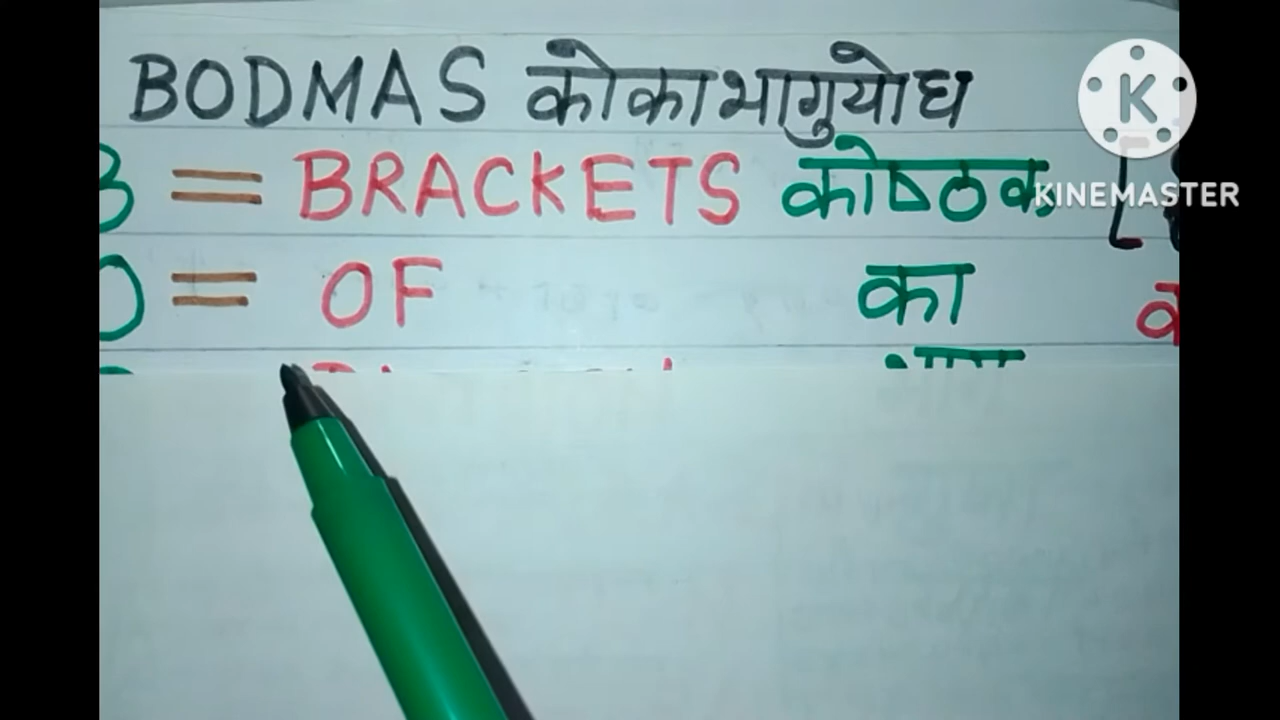 BODMAS कोकाभागुयोघ
B = BRACKETS कोष्ठक [
O = OF का
K
KINEMASTER